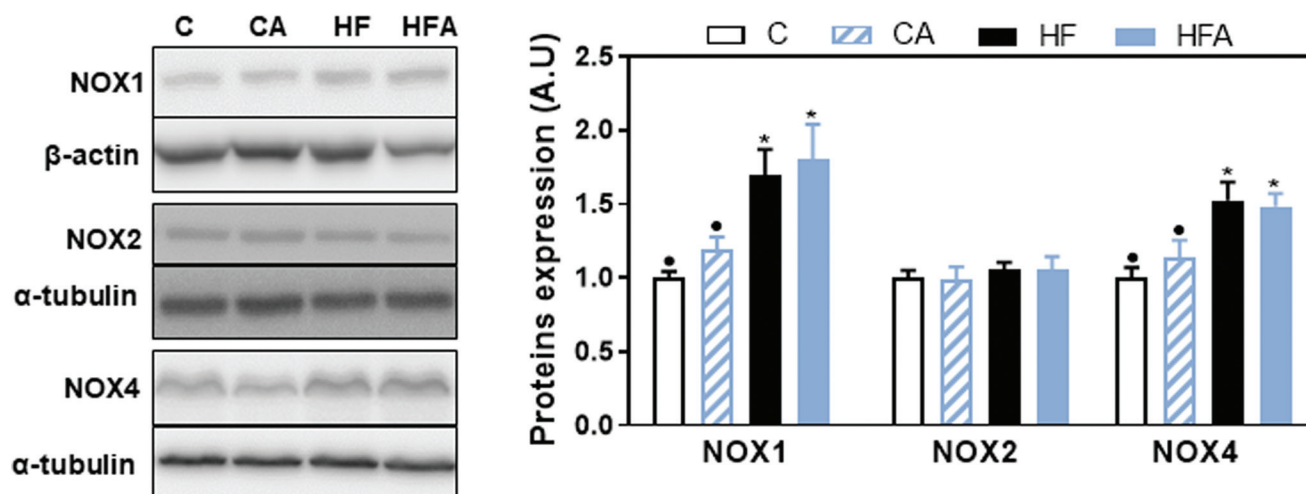 C CA HF HFA
NOX1
β-actin
NOX2
α-tubulin
NOX4
α-tubulin
C CA HF HFA
Proteins expression (A.U)
2.5
2.0
1.5
1.0
0.5
0.0
* *
* *
NOX1 NOX2 NOX4